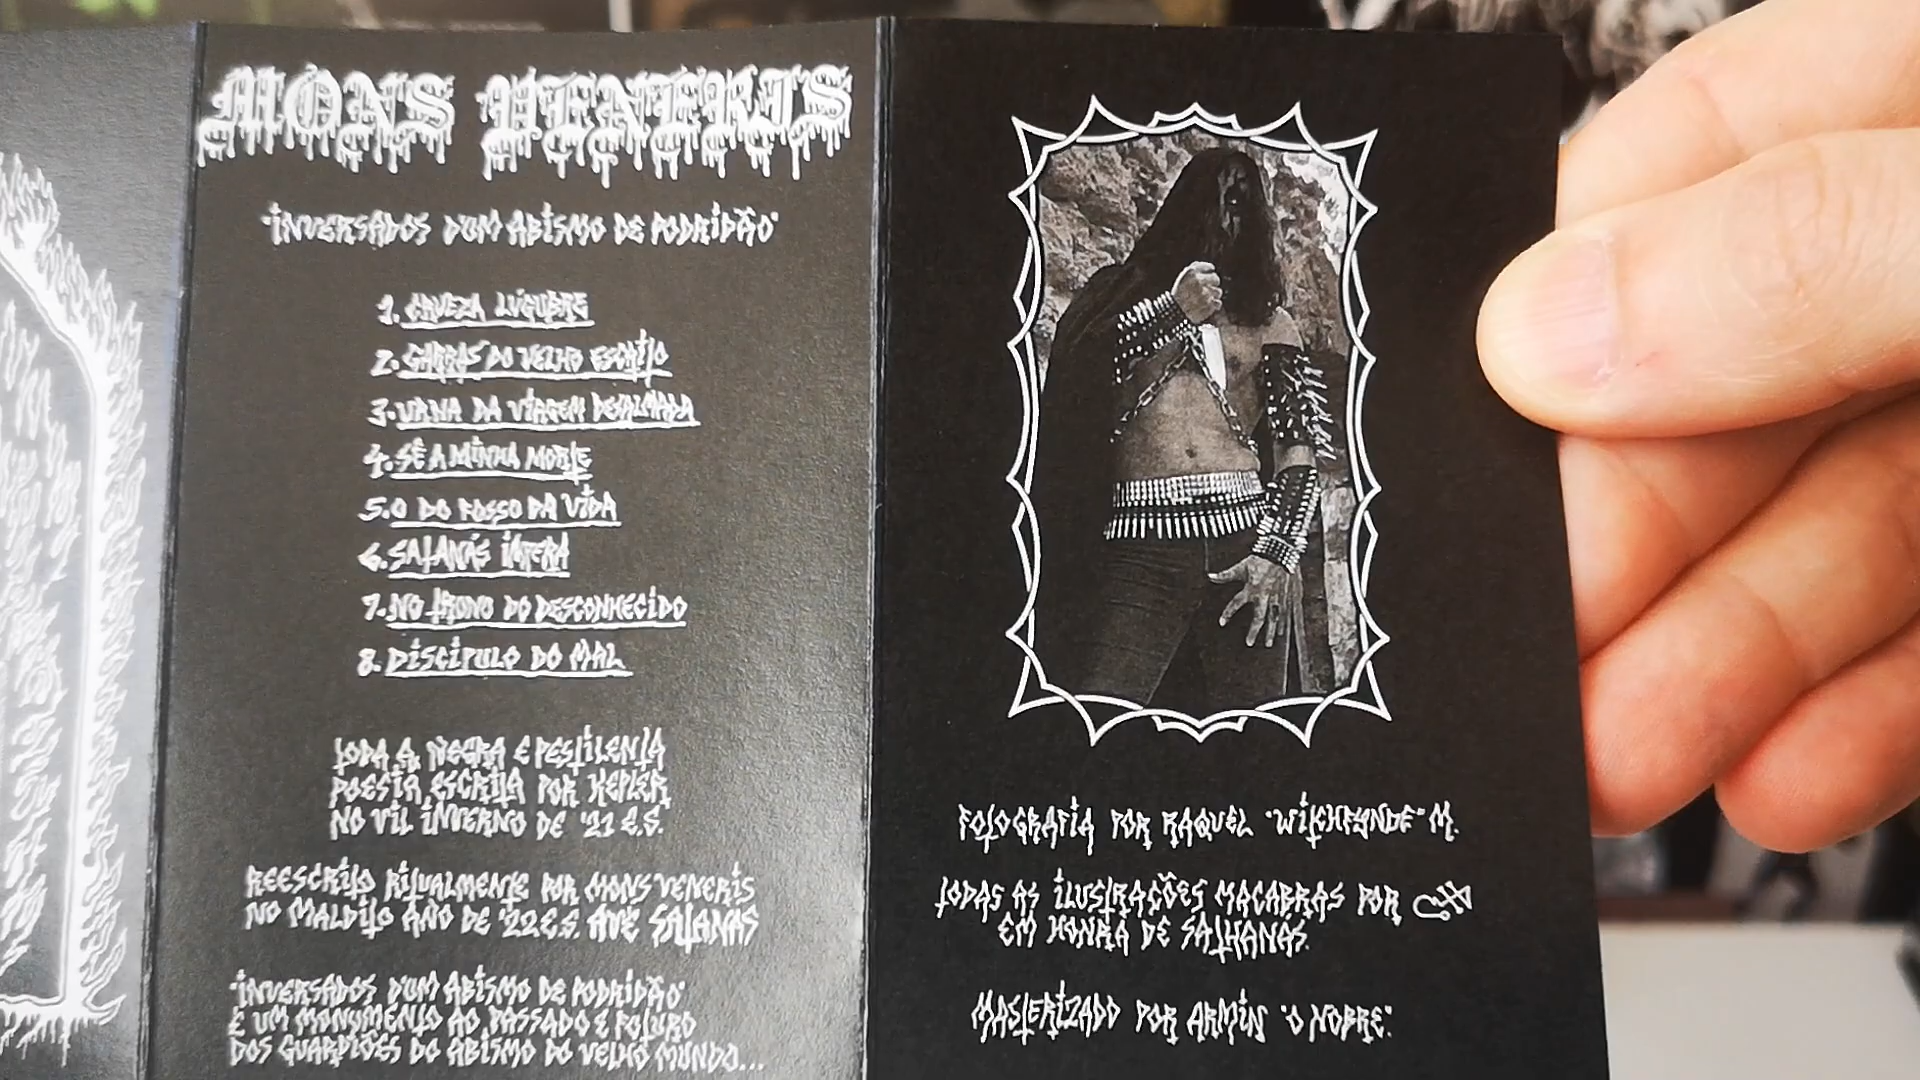 MONS VENERIS
"INVERSADOS D'UM ABISMO DE PODRIDÃO"
1. CRUEZA LÚGUBRE
2. GARRAS DO VELHO ESCRITO
3. VULVA DA VIRGEM DESALMADA
4. SÊ A MINHA MORTE
5. O DO FOSSO DA VIDA
6. SATANÁS IMPERA
7. NO TRONO DO DESCONHECIDO
8. DISCÍPULO DO MAL
TODA A NEGRA E PESTILENTA
POESIA ESCRITA POR KEPLER
NO VIL INVERNO DE '21 E.S.
REESCRITO RITUALMENTE POR MONS VENERIS
NO MALDITO ANO DE '22 E.S. AVE SATANAS
"INVERSADOS D'UM ABISMO DE PODRIDÃO"
É UM MONUMENTO AO PASSADO E FUTURO
DOS GUARDIÕES DO ABISMO DO VELHO MUNDO...
FOTOGRAFIA POR RAQUEL "WITCHFYNDE" M.
TODAS AS ILUSTRAÇÕES MACABRAS POR
EM HONRA DE SATHANAS.
MASTERIZADO POR ARMIN "O NOBRE".